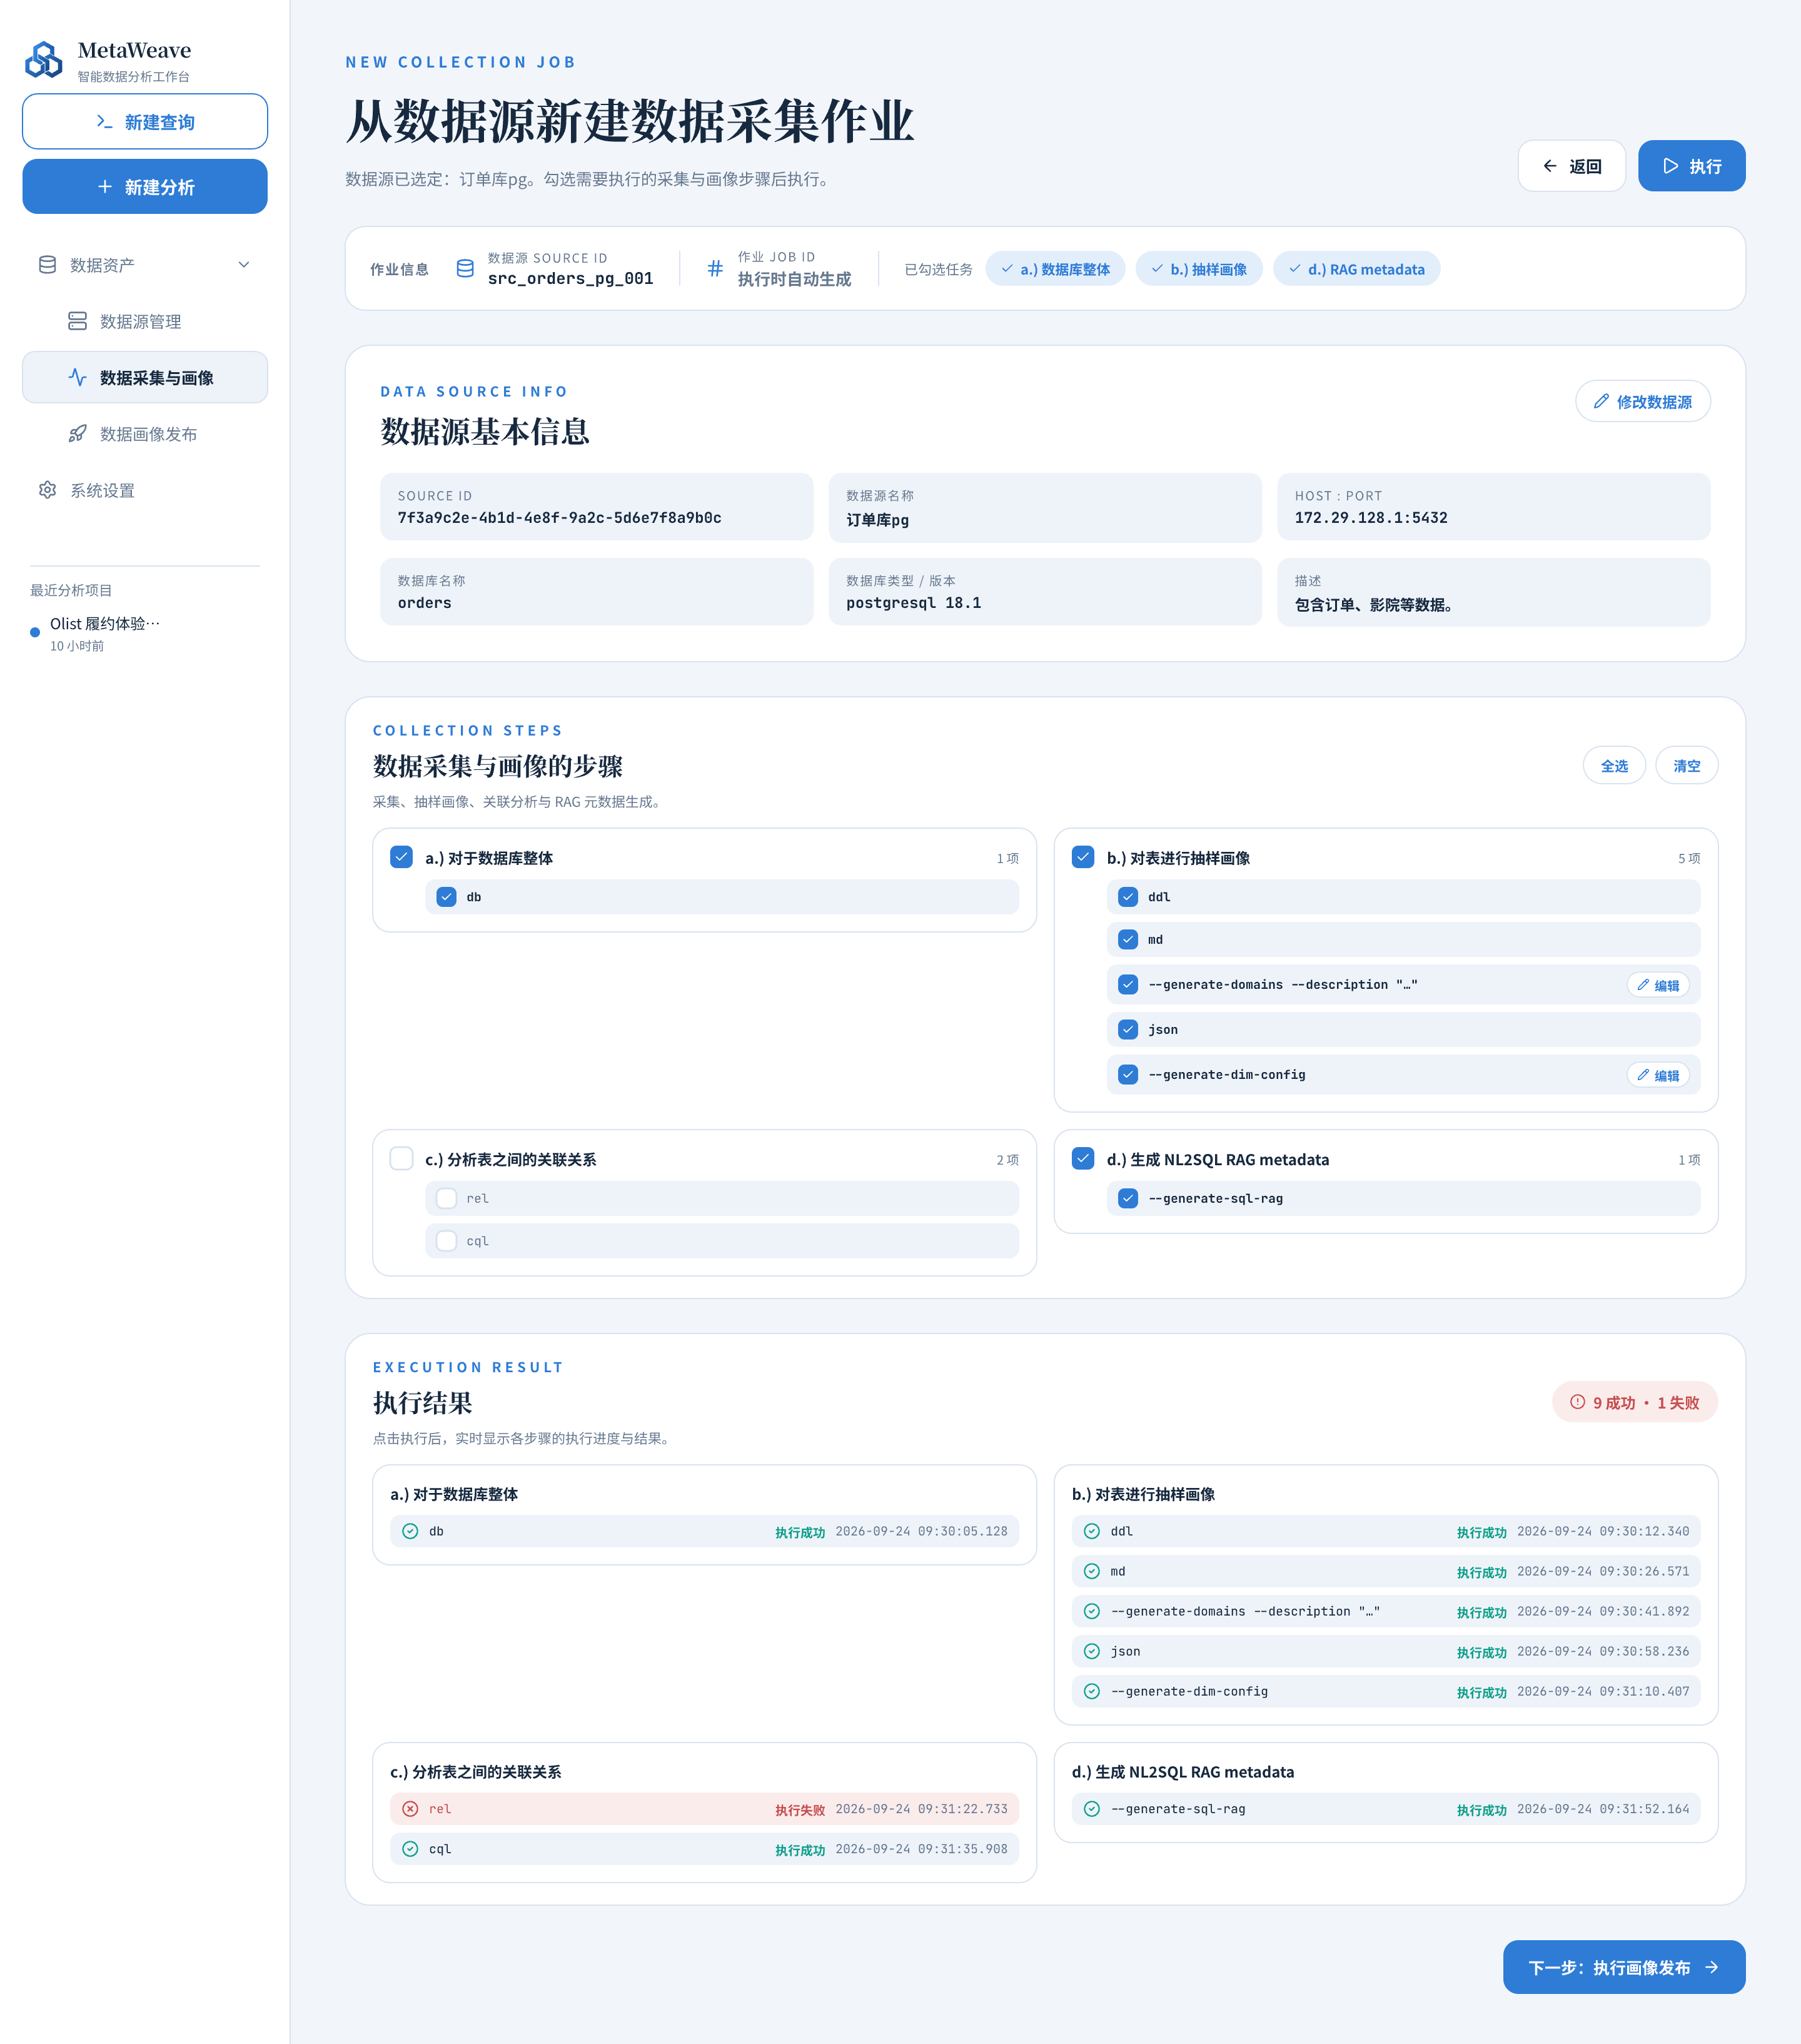 MetaWeave
智能数据分析工作台
新建查询
新建分析
数据资产
数据源管理
数据采集与画像
数据画像发布
系统设置
最近分析项目
Olist 履约体验…
10 小时前
NEW COLLECTION JOB
从数据源新建数据采集作业
数据源已选定：订单库pg。勾选需要执行的采集与画像步骤后执行。
返回
执行
作业信息
数据源 SOURCE ID
src_orders_pg_001
作业 JOB ID
执行时自动生成
已勾选任务
a.) 数据库整体
b.) 抽样画像
d.) RAG metadata
DATA SOURCE INFO
数据源基本信息
修改数据源
SOURCE ID
7f3a9c2e-4b1d-4e8f-9a2c-5d6e7f8a9b0c
数据源名称
订单库pg
HOST : PORT
172.29.128.1:5432
数据库名称
orders
数据库类型 / 版本
postgresql 18.1
描述
包含订单、影院等数据。
COLLECTION STEPS
数据采集与画像的步骤
采集、抽样画像、关联分析与 RAG 元数据生成。
全选
清空
a.) 对于数据库整体
1 项
db
b.) 对表进行抽样画像
5 项
ddl
md
--generate-domains --description "…"
编辑
json
--generate-dim-config
编辑
c.) 分析表之间的关联关系
2 项
rel
cql
d.) 生成 NL2SQL RAG metadata
1 项
--generate-sql-rag
EXECUTION RESULT
执行结果
点击执行后，实时显示各步骤的执行进度与结果。
9 成功 · 1 失败
a.) 对于数据库整体
db 执行成功 2026-09-24 09:30:05.128
b.) 对表进行抽样画像
ddl 执行成功 2026-09-24 09:30:12.340
md 执行成功 2026-09-24 09:30:26.571
--generate-domains --description "…" 执行成功 2026-09-24 09:30:41.892
json 执行成功 2026-09-24 09:30:58.236
--generate-dim-config 执行成功 2026-09-24 09:31:10.407
c.) 分析表之间的关联关系
rel 执行失败 2026-09-24 09:31:22.733
cql 执行成功 2026-09-24 09:31:35.908
d.) 生成 NL2SQL RAG metadata
--generate-sql-rag 执行成功 2026-09-24 09:31:52.164
下一步：执行画像发布